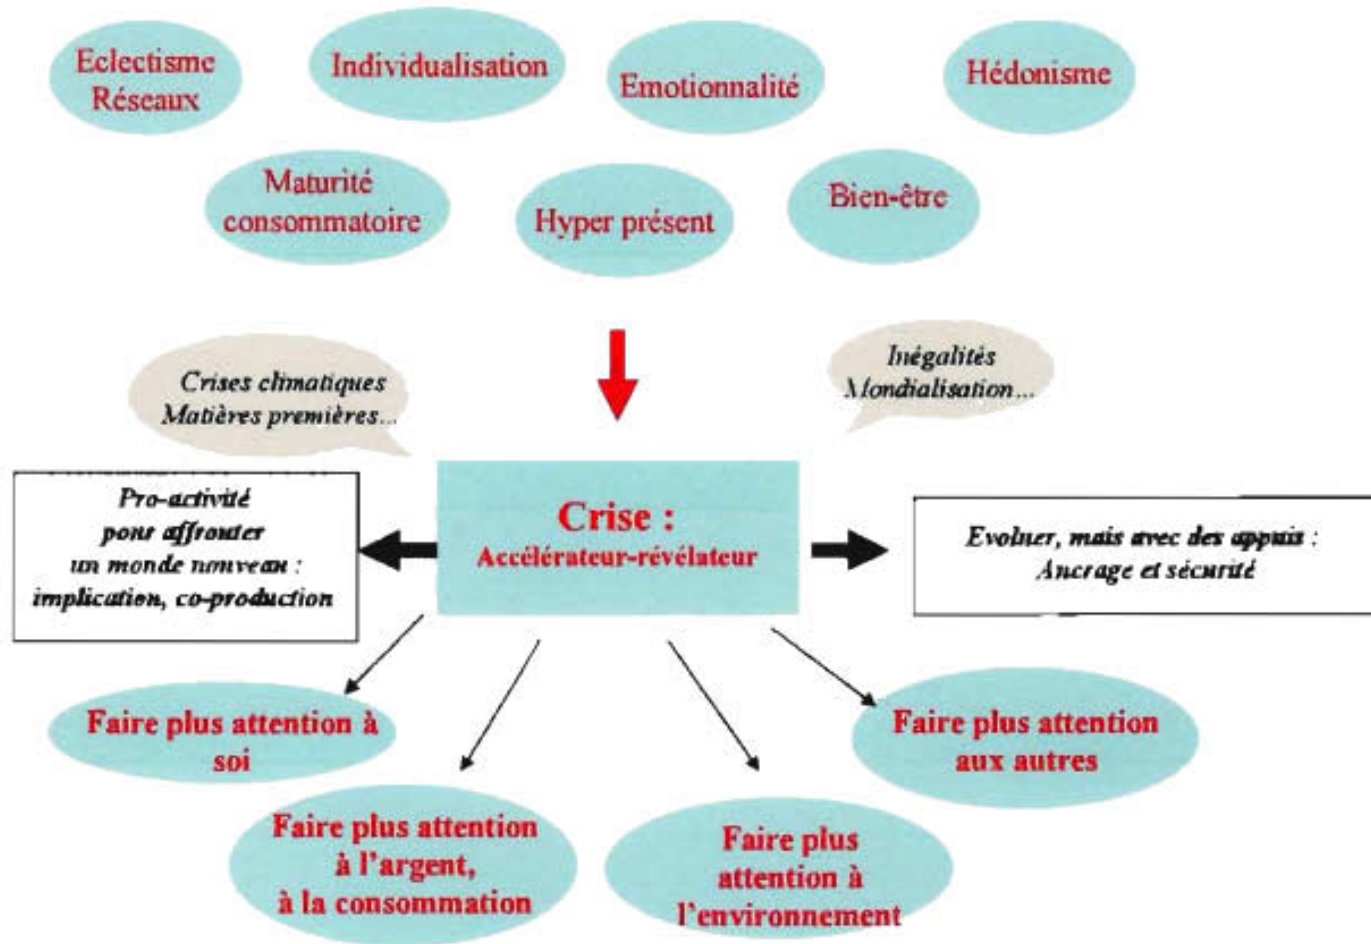 Eclectisme
Réseaux
Individualisation
Emotionnalité
Hédonisme
Maturité
consommatoire
Hyper présent
Bien-être
Crises climatiques
Matières premières...
Inégalités
Mondialisation...
Pro-activité
pour affronter
un monde nouveau :
implication, co-production
Crise :
Accélérateur-révélateur
Evoluer, mais avec des appuis :
Ancrage et sécurité
Faire plus attention à
soi
Faire plus attention
aux autres
Faire plus attention
à l'argent,
à la consommation
Faire plus
attention à
l'environnement